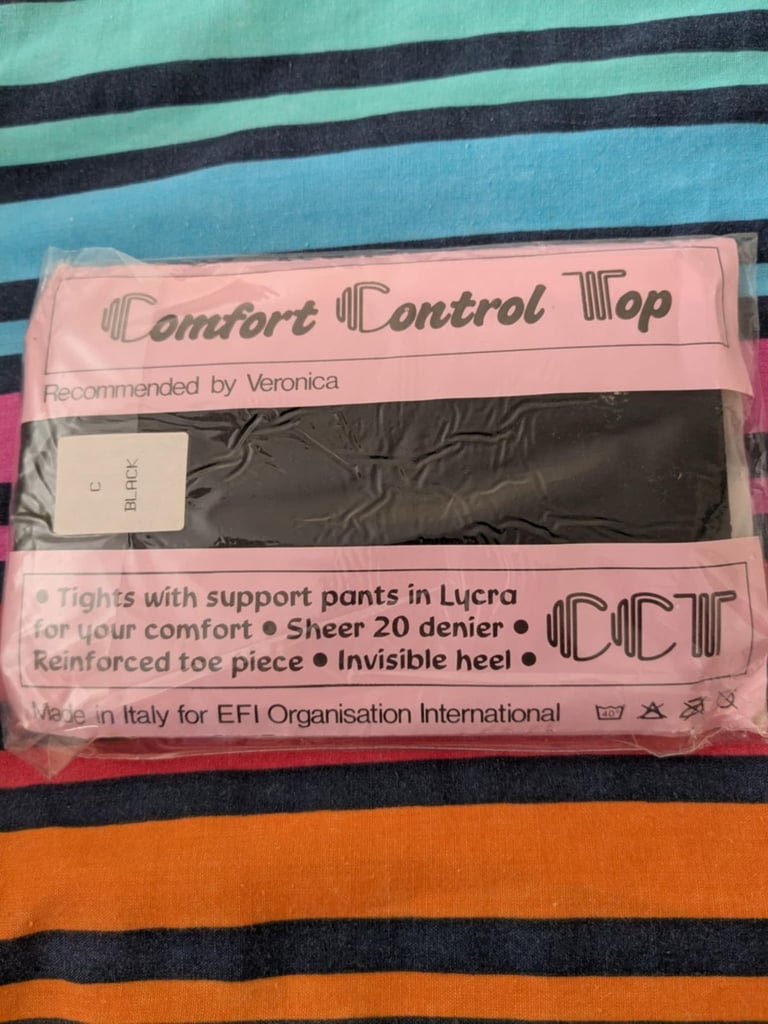 Comfort Control Top
Recommended by Veronica
C
BLACK
• Tights with support pants in Lycra
for your comfort • Sheer 20 denier •
Reinforced toe piece • Invisible heel •
CCT
Made in Italy for EFI Organisation International
40°